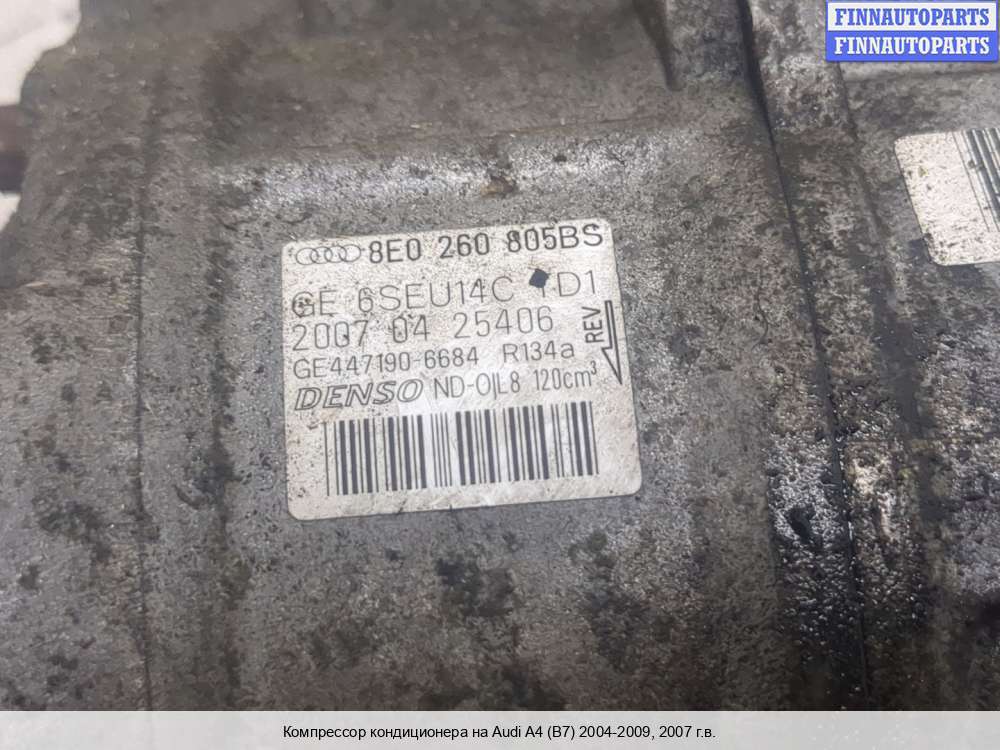 FINNAUTOPARTS
FINNAUTOPARTS
8E0 260 805BS
GE 6SEU14C D1
2007 04 25406
REV
GE447190-6684 R134a
DENSO ND-OIL8 120cm³
Компрессор кондиционера на Audi A4 (B7) 2004-2009, 2007 г.в.